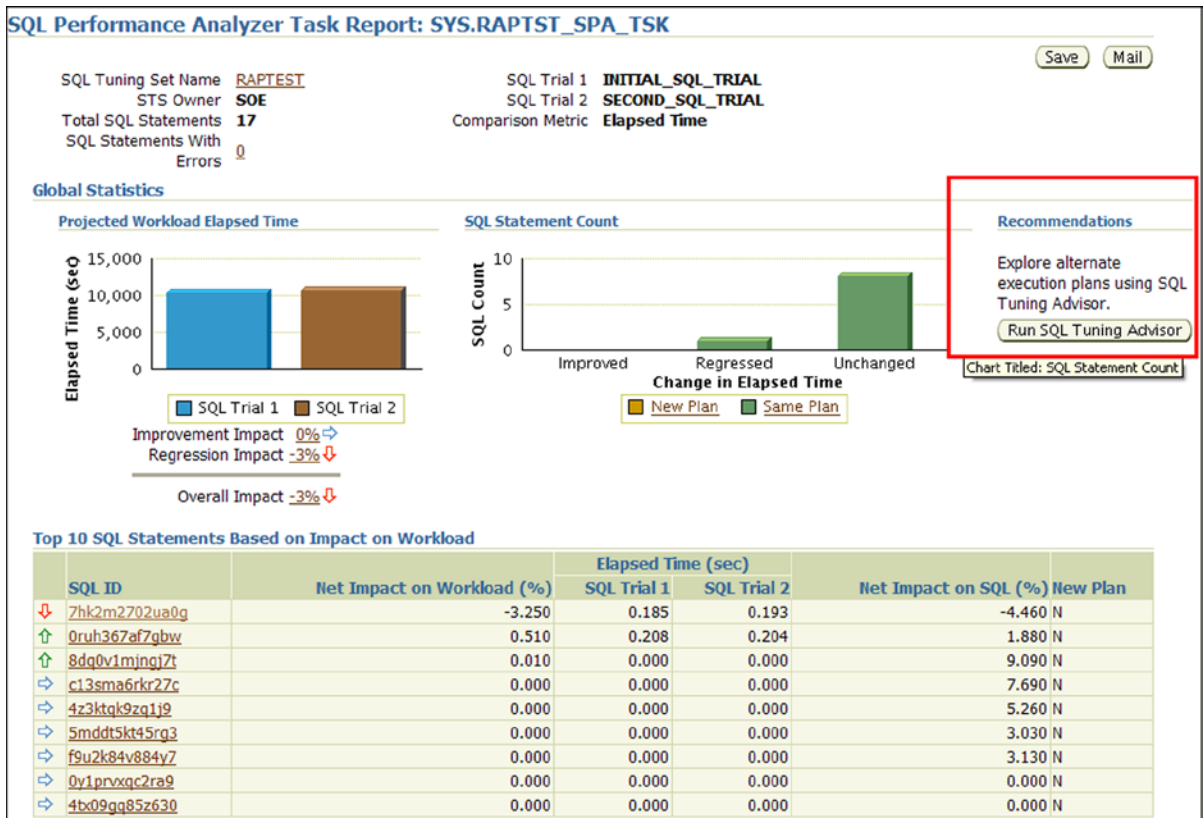 SQL Performance Analyzer Task Report: SYS.RAPTST_SPA_TSK
Save Mail
SQL Tuning Set Name RAPTEST
STS Owner SOE
Total SQL Statements 17
SQL Statements With Errors 0
SQL Trial 1 INITIAL_SQL_TRIAL
SQL Trial 2 SECOND_SQL_TRIAL
Comparison Metric Elapsed Time
Global Statistics
Projected Workload Elapsed Time
Elapsed Time (sec)
15,000
10,000
5,000
0
SQL Trial 1 SQL Trial 2
Improvement Impact 0%
Regression Impact -3%
Overall Impact -3%
SQL Statement Count
SQL Count
10
5
0
Improved Regressed Unchanged
Change in Elapsed Time
New Plan Same Plan
Recommendations
Explore alternate
execution plans using SQL
Tuning Advisor.
Run SQL Tuning Advisor
Chart Titled: SQL Statement Count
Top 10 SQL Statements Based on Impact on Workload
Elapsed Time (sec)
SQL ID Net Impact on Workload (%) SQL Trial 1 SQL Trial 2 Net Impact on SQL (%) New Plan
7hk2m2702ua0g -3.250 0.185 0.193 -4.460 N
0ruh367af7gbw 0.510 0.208 0.204 1.880 N
8dq0v1mjngj7t 0.010 0.000 0.000 9.090 N
c13sma6rkr27c 0.000 0.000 0.000 7.690 N
4z3ktqk9zq1j9 0.000 0.000 0.000 5.260 N
5mddt5kt45rg3 0.000 0.000 0.000 3.030 N
f9u2k84v884y7 0.000 0.000 0.000 3.130 N
0y1prvxqc2ra9 0.000 0.000 0.000 0.000 N
4tx09gq85z630 0.000 0.000 0.000 0.000 N